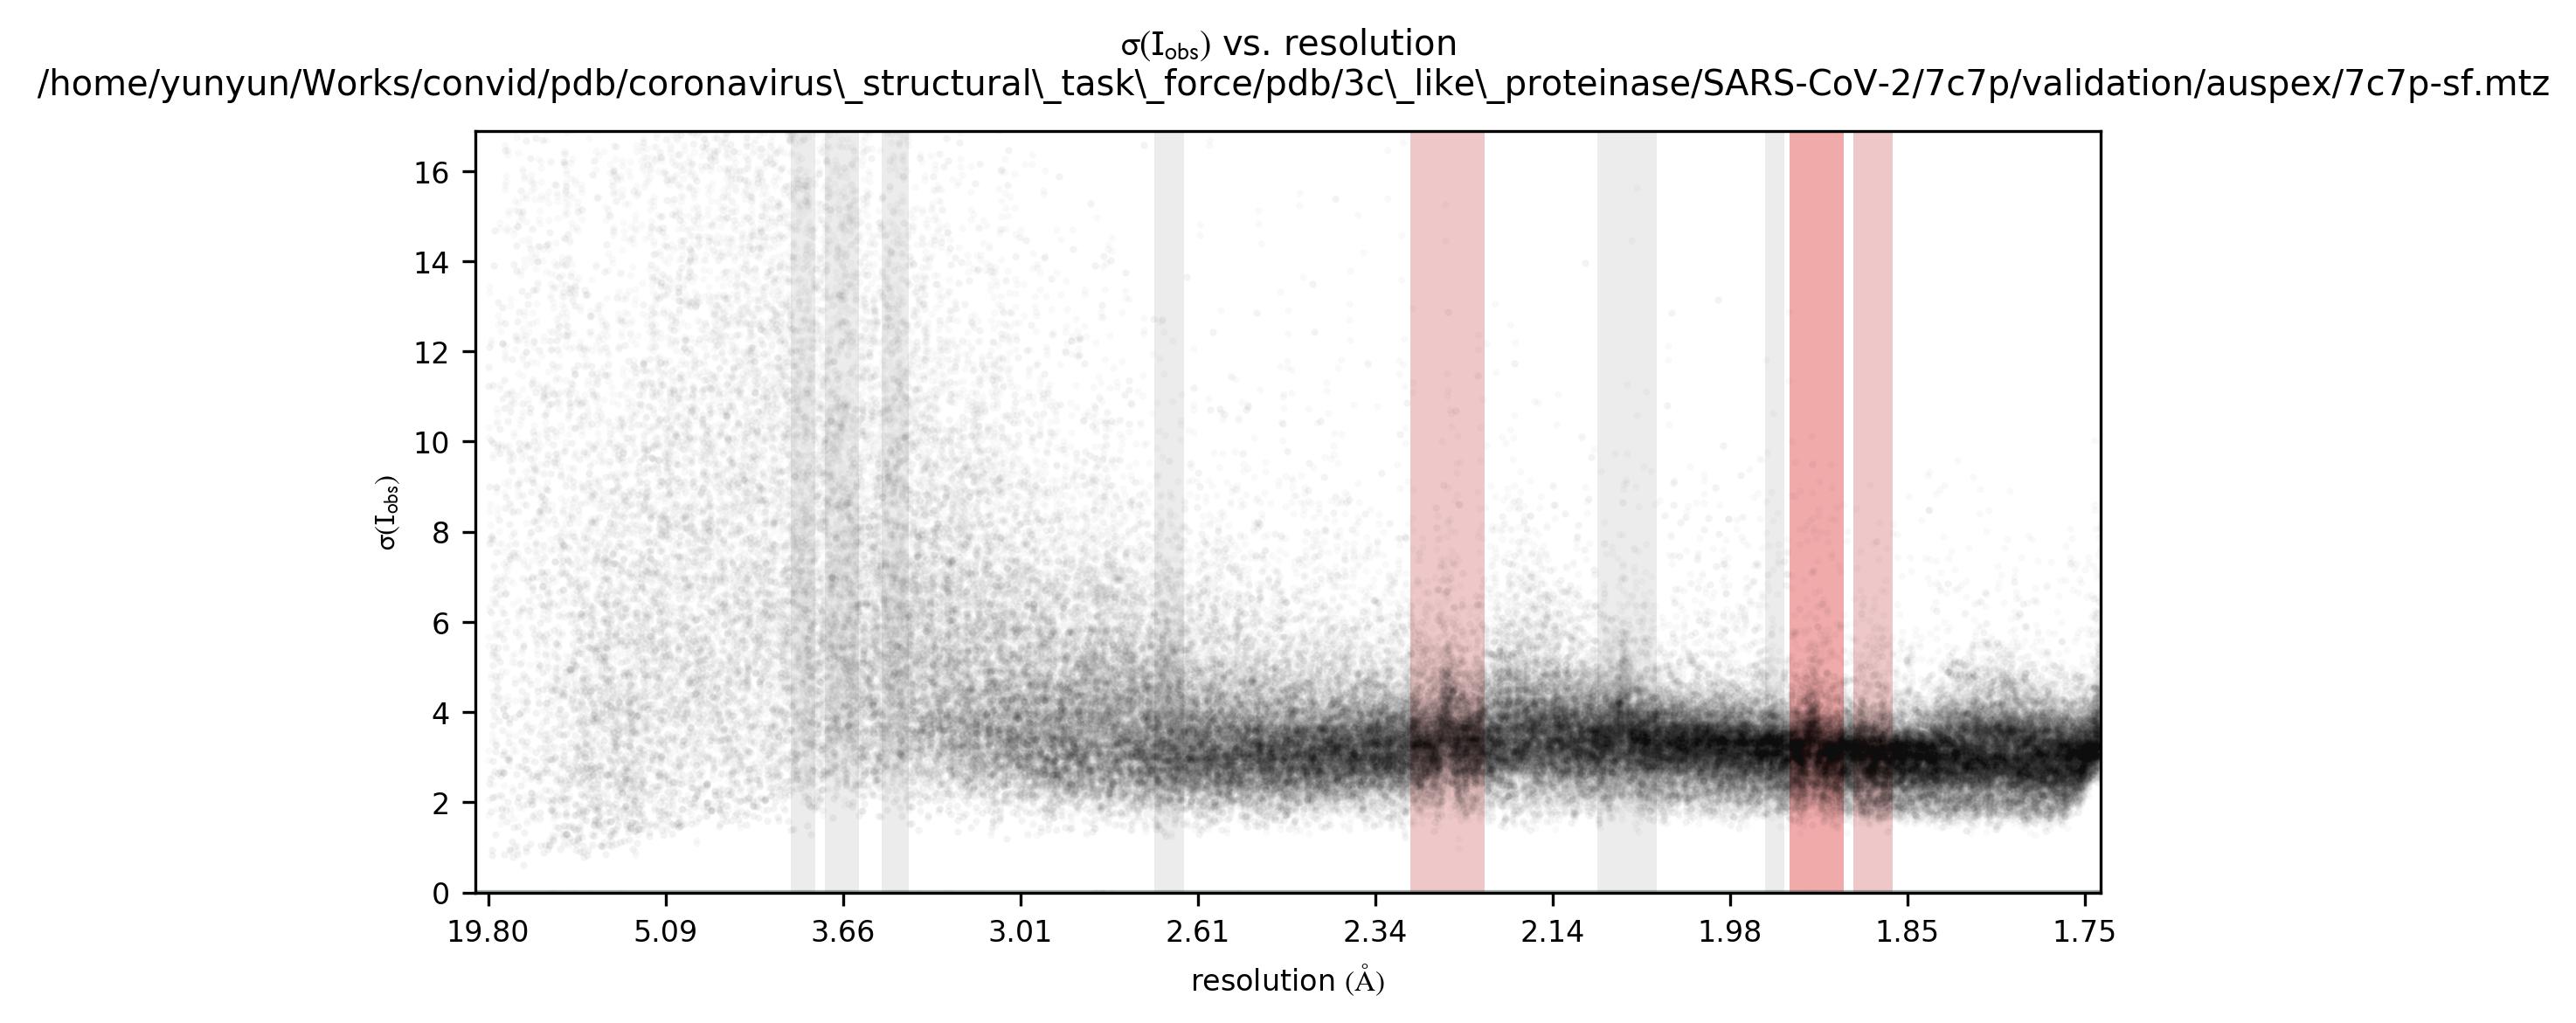 σ(I_obs) vs. resolution
/home/yunyun/Works/convid/pdb/coronavirus\_structural\_task\_force/pdb/3c\_like\_proteinase/SARS-CoV-2/7c7p/validation/auspex/7c7p-sf.mtz
16
14
12
10
8
6
4
2
0
σ(I_obs)
19.80 5.09 3.66 3.01 2.61 2.34 2.14 1.98 1.85 1.75
resolution (Å)